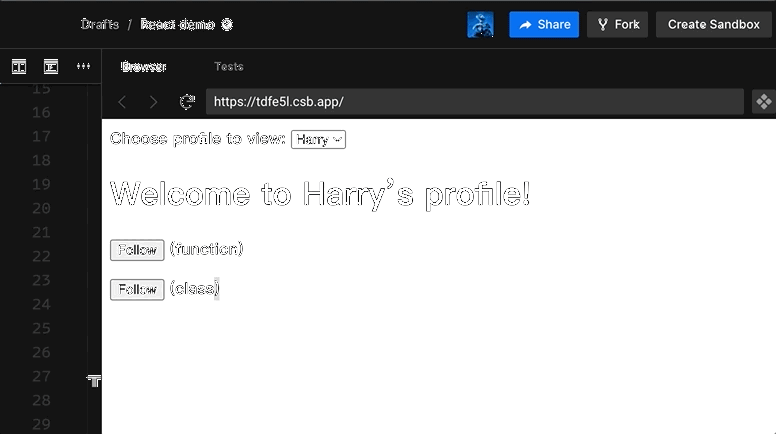 Drafts / React demo
Share
Fork
Create Sandbox
Browser
Tests
https://tdfe5l.csb.app/
Choose profile to view: Harry
Welcome to Harry's profile!
Follow (function)
Follow (class)
15
16
17
18
19
20
21
22
23
24
25
26
27
28
29